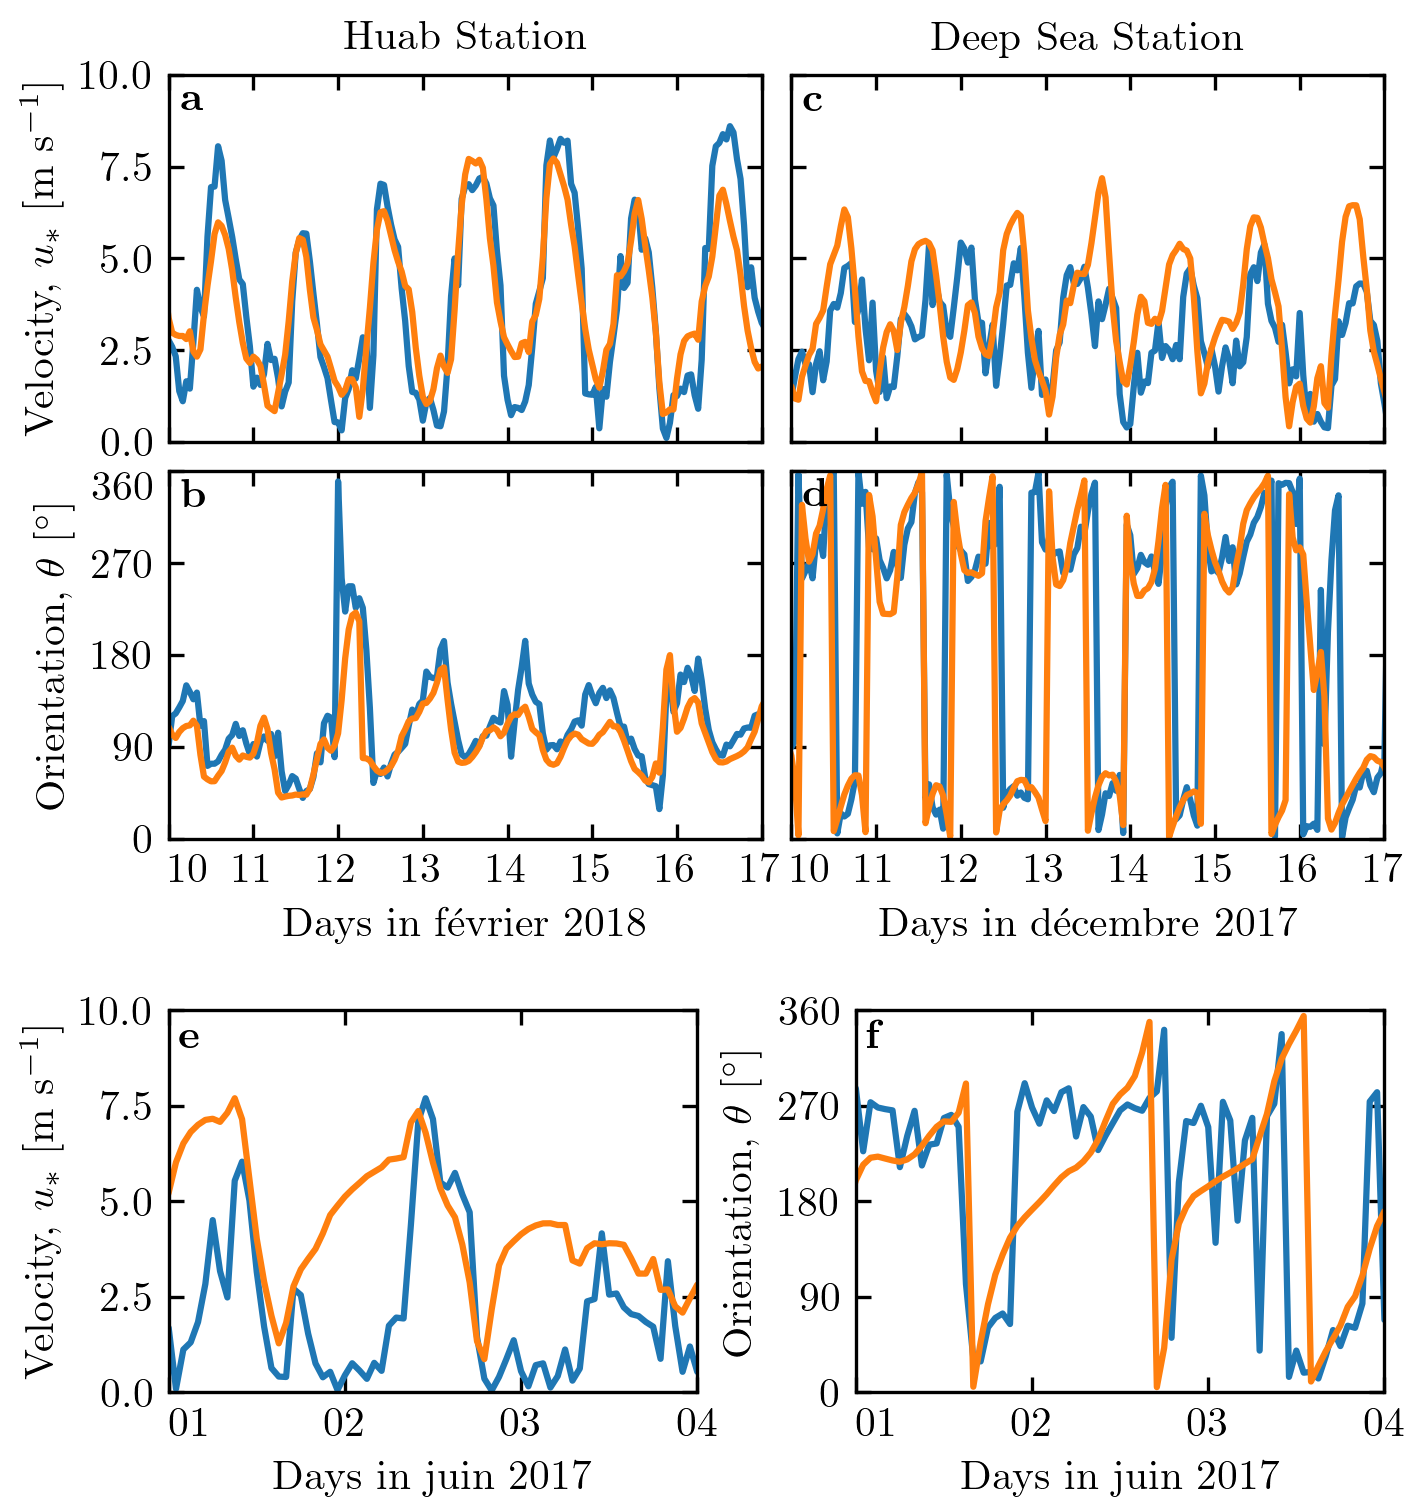 Huab Station
Deep Sea Station
Velocity, u∗ [m s⁻¹]
10.0
7.5
5.0
2.5
0.0
a
c
Orientation, θ [°]
360
270
180
90
0
b
d
10 11 12 13 14 15 16 17
10 11 12 13 14 15 16 17
Days in février 2018
Days in décembre 2017
Velocity, u∗ [m s⁻¹]
10.0
7.5
5.0
2.5
0.0
e
01 02 03 04
Days in juin 2017
Orientation, θ [°]
360
270
180
90
0
f
01 02 03 04
Days in juin 2017